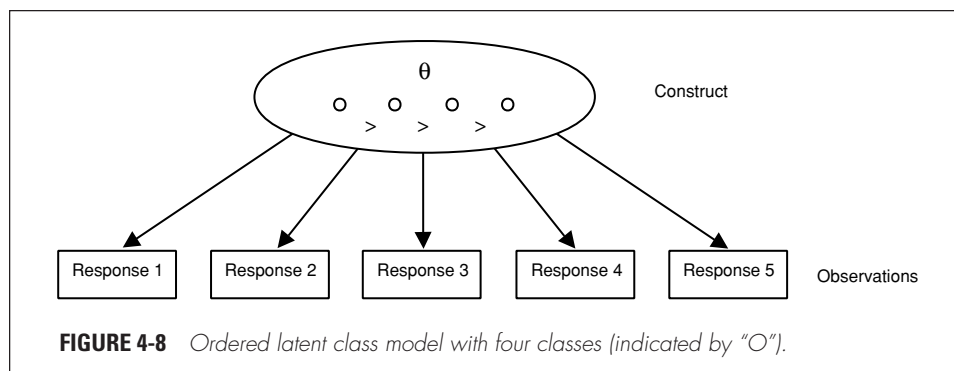 θ
O O O O
> > >
Construct
Response 1 Response 2 Response 3 Response 4 Response 5
Observations
FIGURE 4-8 Ordered latent class model with four classes (indicated by “O”).